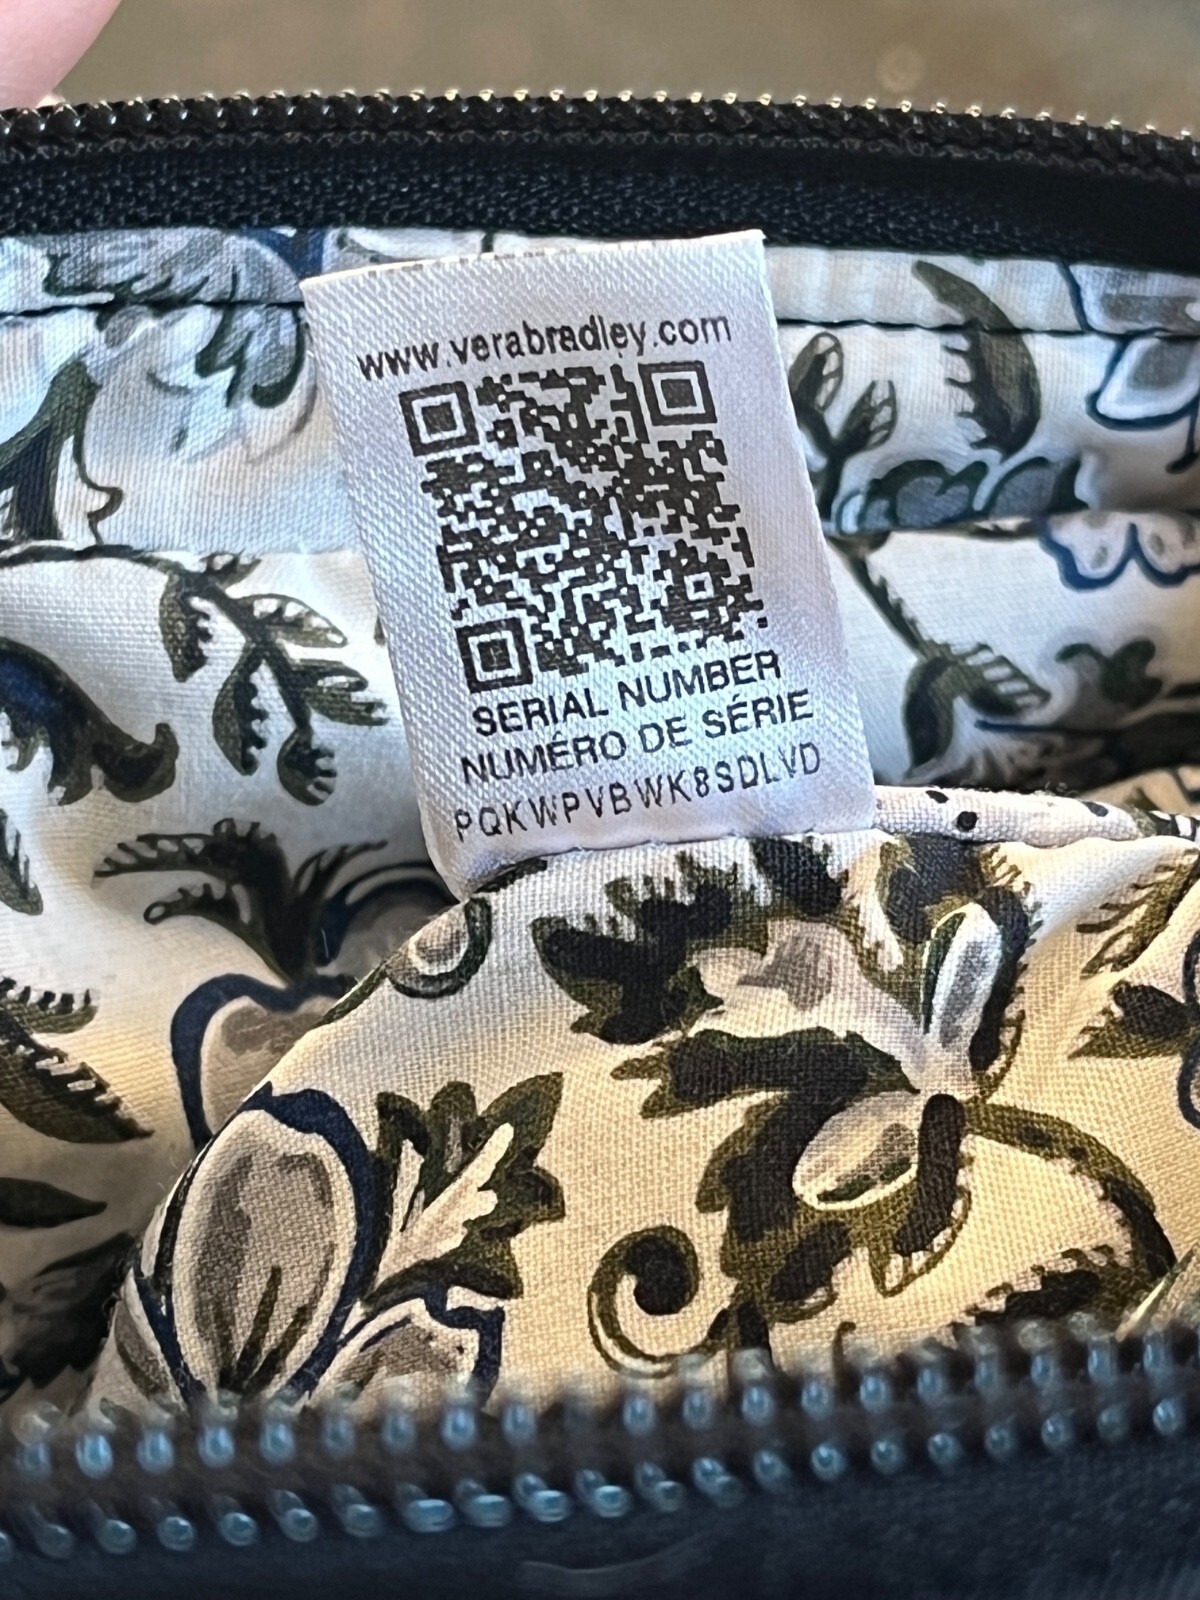 www.verabradley.com
SERIAL NUMBER
NUMÉRO DE SÉRIE
PQKWPVBWK8SDLVD